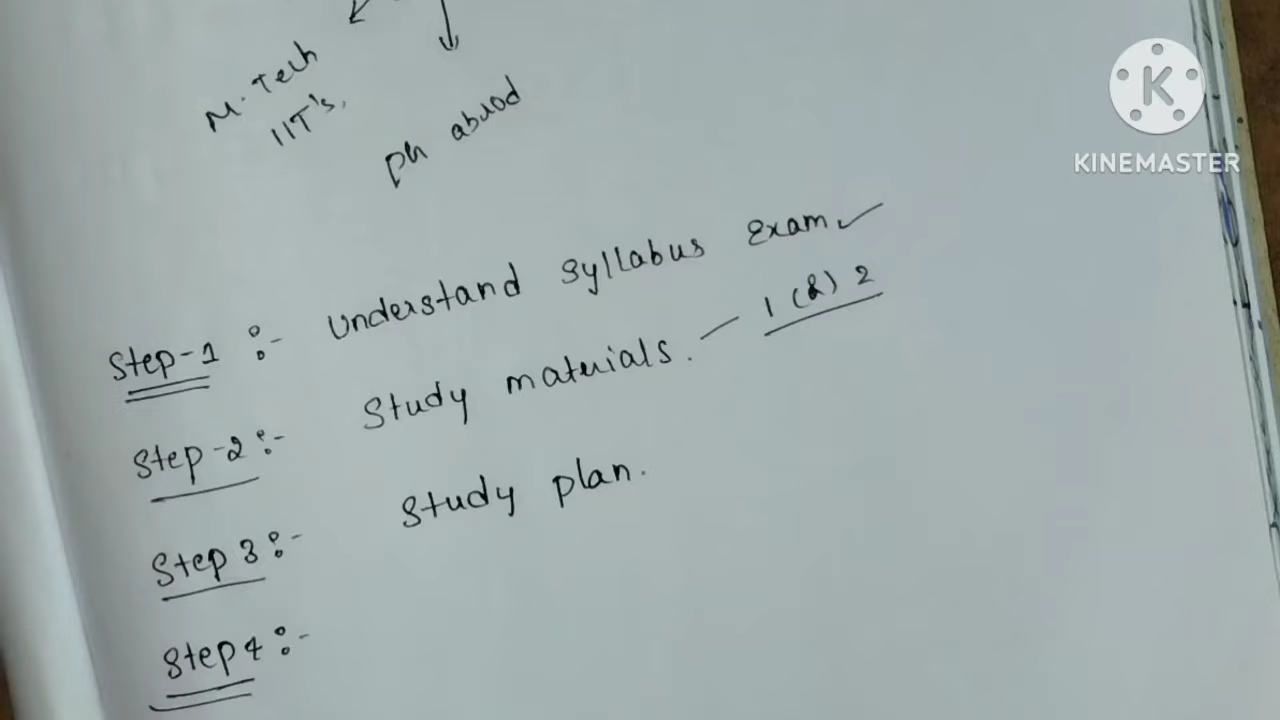 M.Tech
IIT's,
abroad
KINEMASTER
Step-1 :- Understand syllabus Exam ✓
Step-2 :- Study materials. — 1 (&) 2
Step 3 :- Study plan.
Step 4 :-